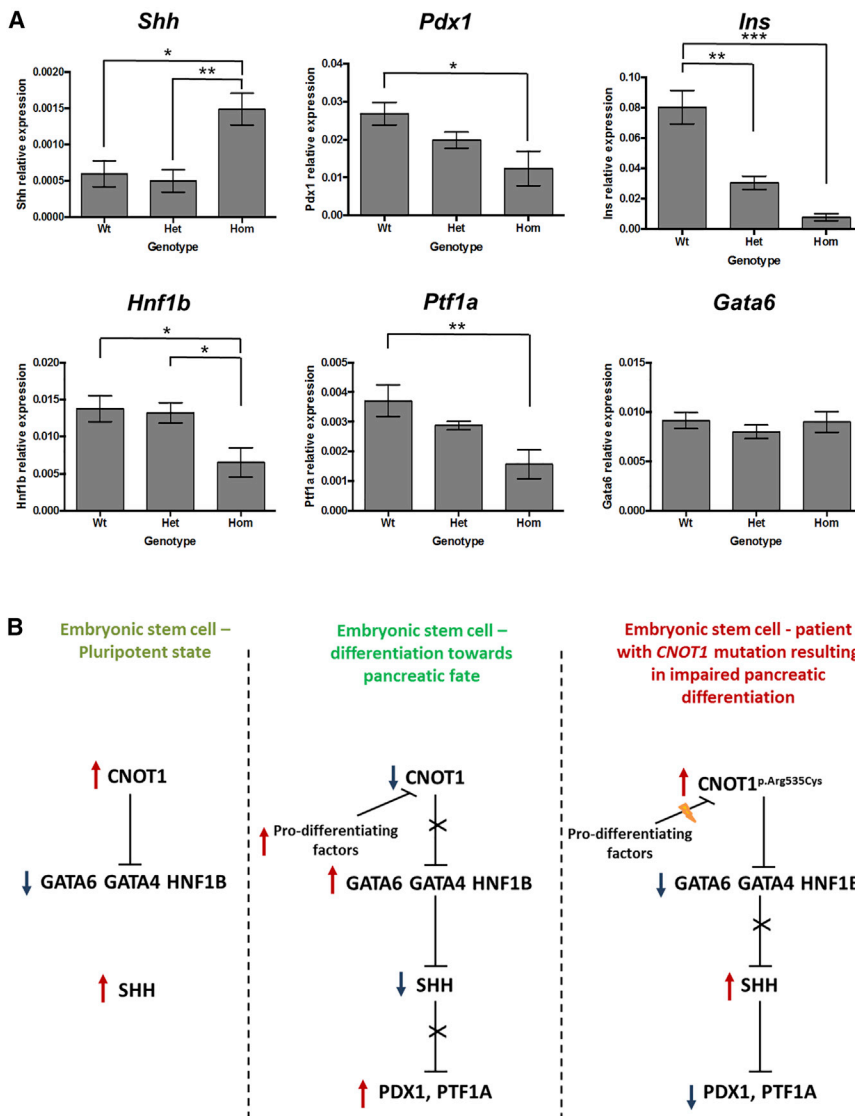 A
Shh
*
**
Shh relative expression
0.0020
0.0015
0.0010
0.0005
0.0000
Wt Het Hom
Genotype
Pdx1
*
Pdx1 relative expression
0.04
0.03
0.02
0.01
0.00
Wt Het Hom
Genotype
Ins
***
**
Ins relative expression
0.10
0.08
0.06
0.04
0.02
0.00
Wt Het Hom
Genotype
Hnf1b
*
*
Hnf1b relative expression
0.020
0.015
0.010
0.005
0.000
Wt Het Hom
Genotype
Ptf1a
**
Ptf1a relative expression
0.005
0.004
0.003
0.002
0.001
0.000
Wt Het Hom
Genotype
Gata6
Gata6 relative expression
0.015
0.010
0.005
0.000
Wt Het Hom
Genotype
B
Embryonic stem cell –
Pluripotent state
CNOT1
GATA6 GATA4 HNF1B
SHH
Embryonic stem cell –
differentiation towards
pancreatic fate
CNOT1
Pro-differentiating
factors
GATA6 GATA4 HNF1B
SHH
PDX1, PTF1A
Embryonic stem cell - patient
with CNOT1 mutation resulting
in impaired pancreatic
differentiation
CNOT1p.Arg535Cys
Pro-differentiating
factors
GATA6 GATA4 HNF1B
SHH
PDX1, PTF1A